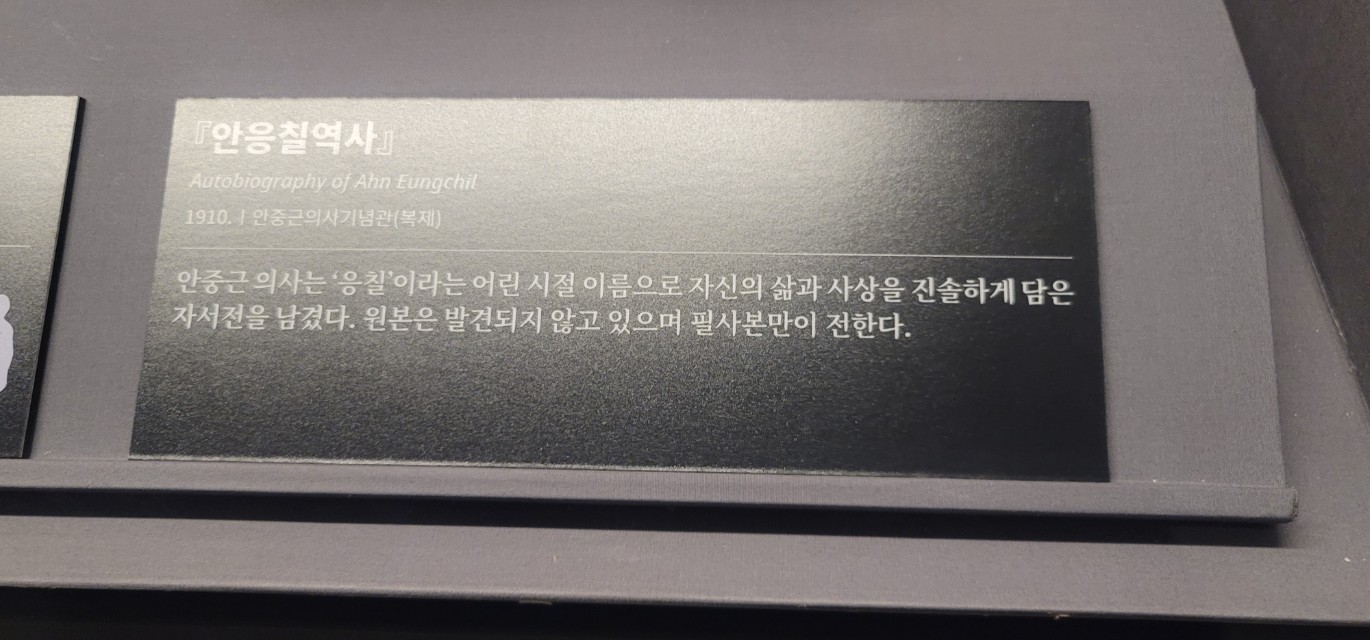 『안응칠역사』
Autobiography of Ahn Eungchil
1910. | 안중근의사기념관(복제)
안중근 의사는 ‘응칠’이라는 어린 시절 이름으로 자신의 삶과 사상을 진솔하게 담은
자서전을 남겼다. 원본은 발견되지 않고 있으며 필사본만이 전한다.